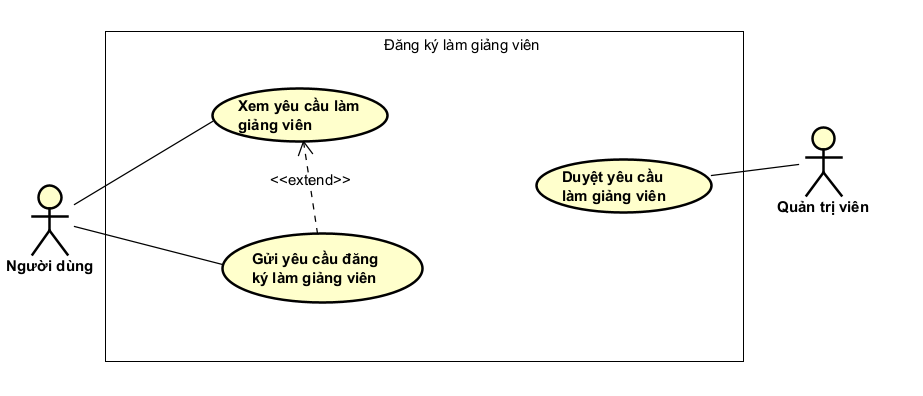 Đăng ký làm giảng viên
Xem yêu cầu làm
giảng viên
<<extend>>
Duyệt yêu cầu
làm giảng viên
Quản trị viên
Gửi yêu cầu đăng
ký làm giảng viên
Người dùng